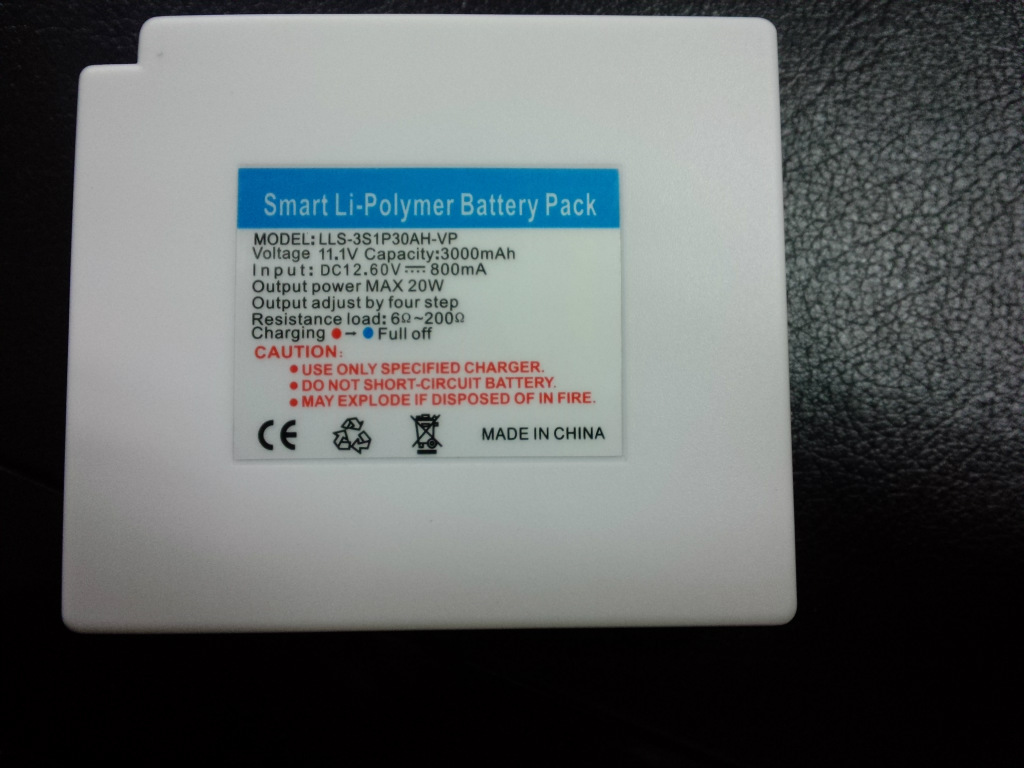 Smart Li-Polymer Battery Pack
MODEL: LLS-3S1P30AH-VP
Voltage 11.1V Capacity:3000mAh
Input: DC12.60V⎓800mA
Output power MAX 20W
Output adjust by four step
Resistance load: 6Ω~200Ω
Charging ●–● Full off
CAUTION:
● USE ONLY SPECIFIED CHARGER.
● DO NOT SHORT-CIRCUIT BATTERY.
● MAY EXPLODE IF DISPOSED OF IN FIRE.
CE MADE IN CHINA